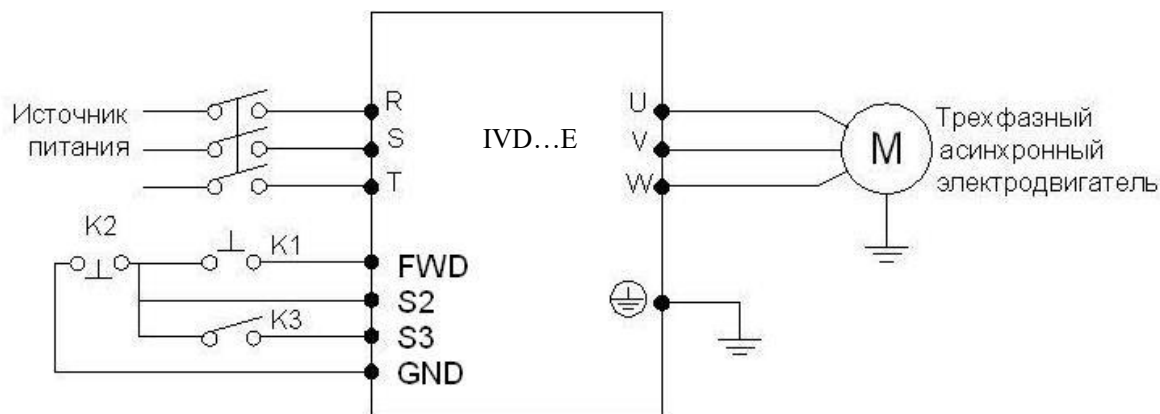 Источник
питания
R
S
T
IVD...E
U
V
W
M
Трехфазный
асинхронный
электродвигатель
K2
K1
FWD
S2
K3
S3
GND